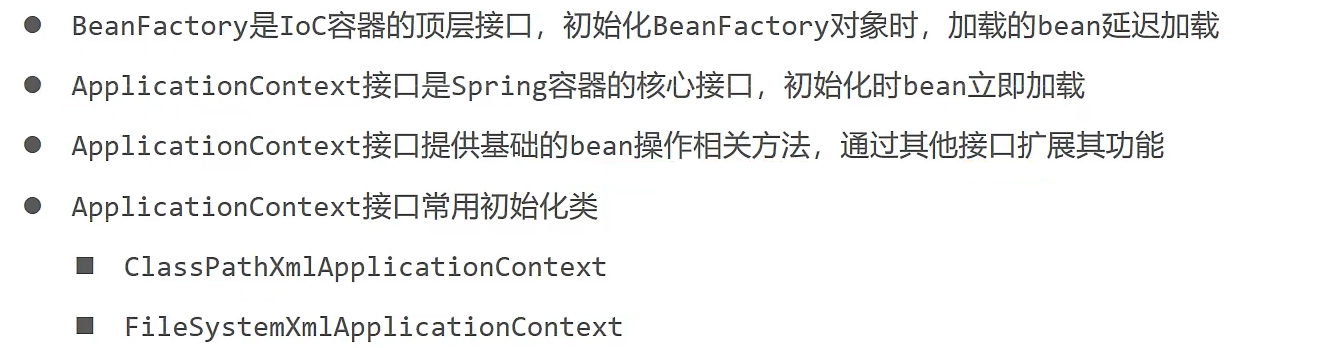 ● BeanFactory是IoC容器的顶层接口，初始化BeanFactory对象时，加载的bean延迟加载
● ApplicationContext接口是Spring容器的核心接口，初始化时bean立即加载
● ApplicationContext接口提供基础的bean操作相关方法，通过其他接口扩展其功能
● ApplicationContext接口常用初始化类
■ ClassPathXmlApplicationContext
■ FileSystemXmlApplicationContext